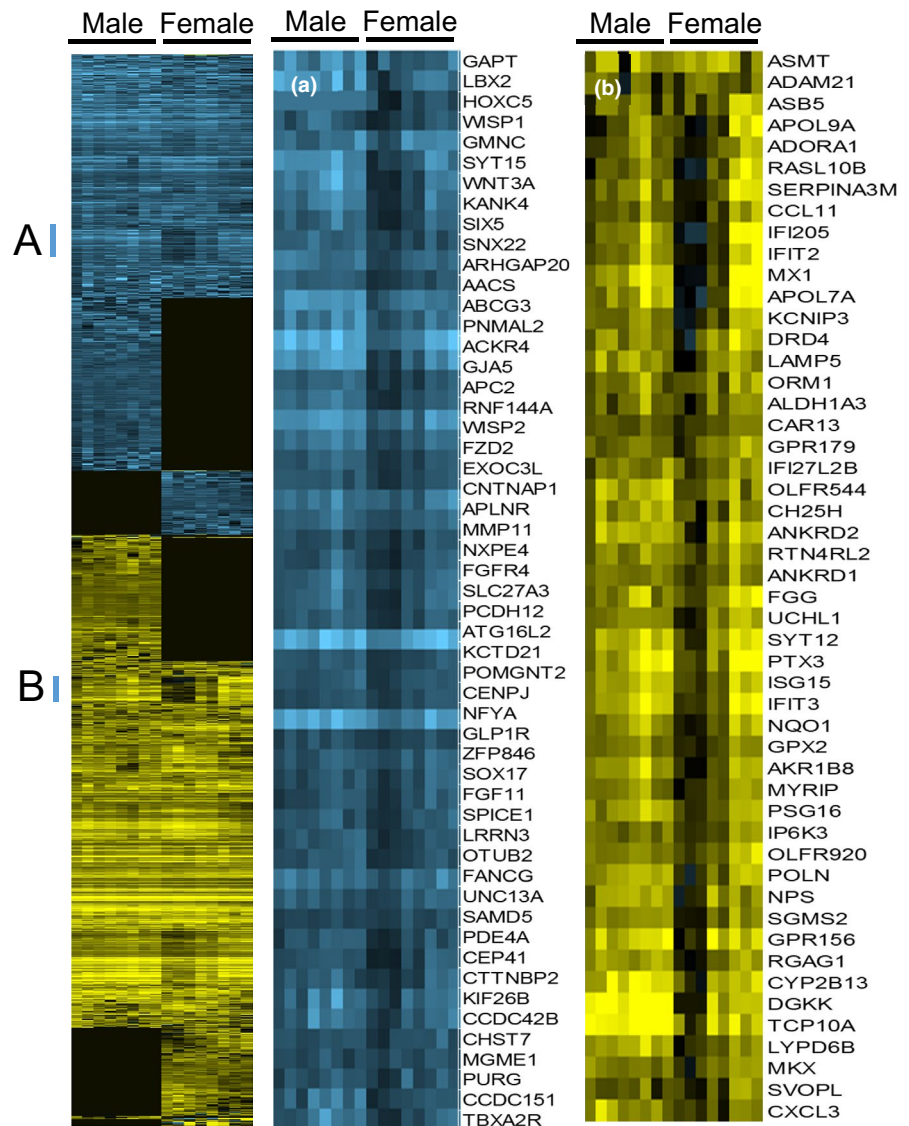 Male Female Male Female Male Female
A
B
(a)
GAPT
LBX2
HOXC5
WISP1
GMNC
SYT15
WNT3A
KANK4
SIX5
SNX22
ARHGAP20
AACS
ABCG3
PNMAL2
ACKR4
GJA5
APC2
RNF144A
WISP2
FZD2
EXOC3L
CNTNAP1
APLNR
MMP11
NXPE4
FGFR4
SLC27A3
PCDH12
ATG16L2
KCTD21
POMGNT2
CENPJ
NFYA
GLP1R
ZFP846
SOX17
FGF11
SPICE1
LRRN3
OTUB2
FANCG
UNC13A
SAMD5
PDE4A
CEP41
CTTNBP2
KIF26B
CCDC42B
CHST7
MGME1
PURG
CCDC151
TBXA2R
(b)
ASMT
ADAM21
ASB5
APOL9A
ADORA1
RASL10B
SERPINA3M
CCL11
IFI205
IFIT2
MX1
APOL7A
KCNIP3
DRD4
LAMP5
ORM1
ALDH1A3
CAR13
GPR179
IFI27L2B
OLFR544
CH25H
ANKRD2
RTN4RL2
ANKRD1
FGG
UCHL1
SYT12
PTX3
ISG15
IFIT3
NQO1
GPX2
AKR1B8
MYRIP
PSG16
IP6K3
OLFR920
POLN
NPS
SGMS2
GPR156
RGAG1
CYP2B13
DGKK
TCP10A
LYPD6B
MKX
SVOPL
CXCL3